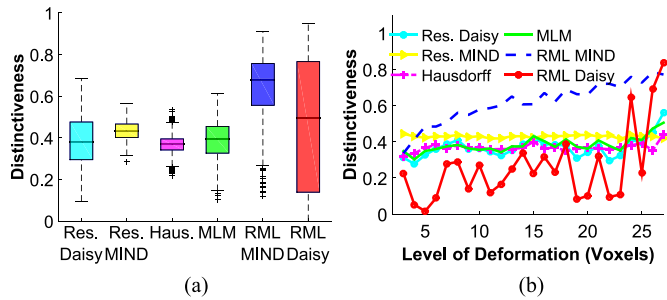 Distinctiveness
1
0.8
0.6
0.4
0.2
0
Res. Daisy
Res. MIND
Haus.
MLM
RML MIND
RML Daisy
(a)
Distinctiveness
1
0.8
0.6
0.4
0.2
0
Res. Daisy
Res. MIND
Hausdorff
MLM
RML MIND
RML Daisy
5 10 15 20 25
Level of Deformation (Voxels)
(b)